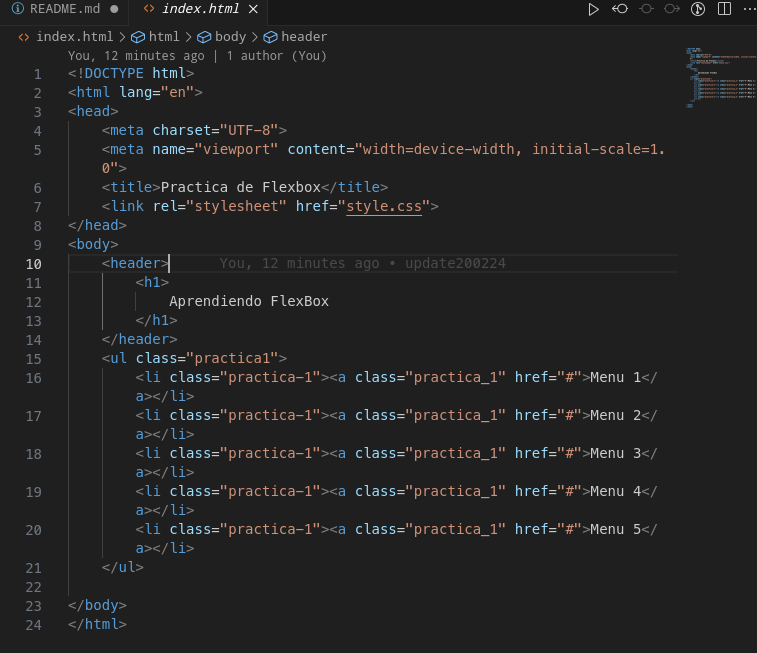 README.md ● <> index.html ×
<> index.html > html > body > header
You, 12 minutes ago | 1 author (You)
1 <!DOCTYPE html>
2 <html lang="en">
3 <head>
4 <meta charset="UTF-8">
5 <meta name="viewport" content="width=device-width, initial-scale=1.
0">
6 <title>Practica de Flexbox</title>
7 <link rel="stylesheet" href="style.css">
8 </head>
9 <body>
10 <header> You, 12 minutes ago • update200224
11 <h1>
12 Aprendiendo FlexBox
13 </h1>
14 </header>
15 <ul class="practica1">
16 <li class="practica-1"><a class="practica_1" href="#">Menu 1</
a></li>
17 <li class="practica-1"><a class="practica_1" href="#">Menu 2</
a></li>
18 <li class="practica-1"><a class="practica_1" href="#">Menu 3</
a></li>
19 <li class="practica-1"><a class="practica_1" href="#">Menu 4</
a></li>
20 <li class="practica-1"><a class="practica_1" href="#">Menu 5</
a></li>
21 </ul>
22
23 </body>
24 </html>